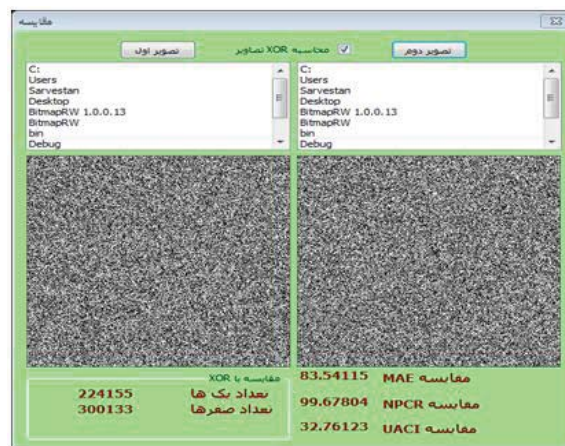 مقایسه
تصویر دوم
محاسبه XOR تصاویر
تصویر اول
C:
Users
Sarvestan
Desktop
BitmapRW 1.0.0.13
BitmapRW
bin
Debug
C:
Users
Sarvestan
Desktop
BitmapRW 1.0.0.13
BitmapRW
bin
Debug
مقایسه MAE 83.54115
مقایسه NPCR 99.67804
مقایسه UACI 32.76123
مقایسه با XOR
تعداد یک ها 224155
تعداد صفرها 300133